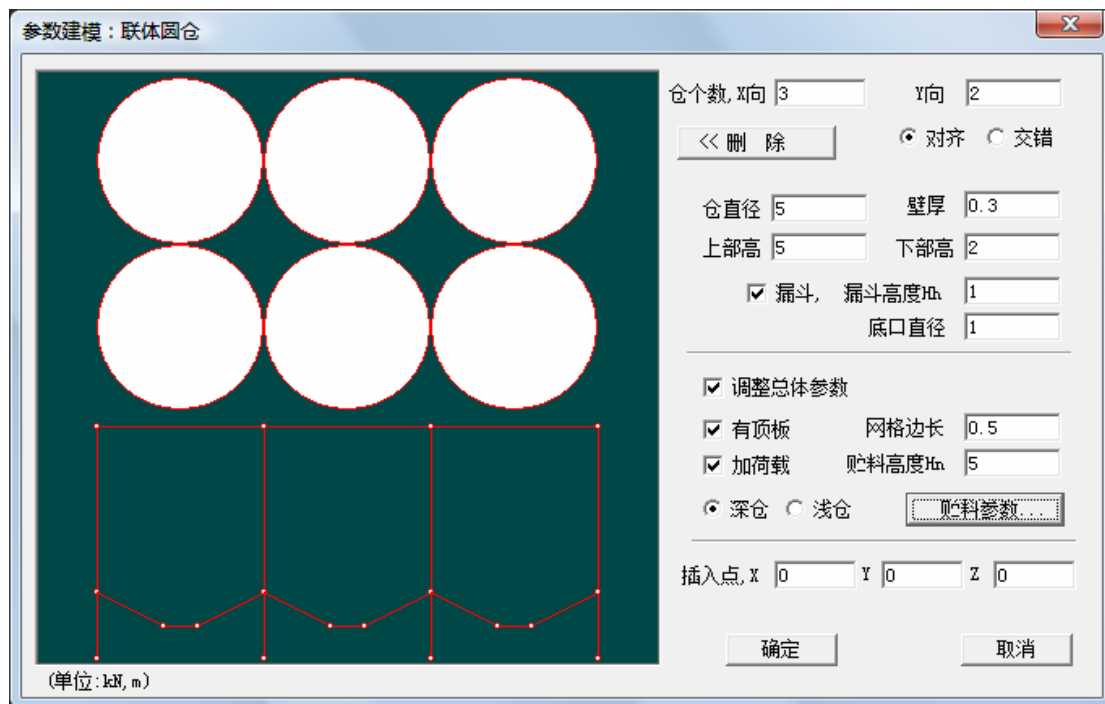 参数建模：联体圆仓
仓个数,X向 3 Y向 2
<< 删 除 对齐 交错
仓直径 5 壁厚 0.3
上部高 5 下部高 2
漏斗, 漏斗高度Hh 1
底口直径 1
调整总体参数
有顶板 网格边长 0.5
加荷载 贮料高度Hn 5
深仓 浅仓 贮料参数...
插入点,X 0 Y 0 Z 0
确定 取消
(单位:kN,m)